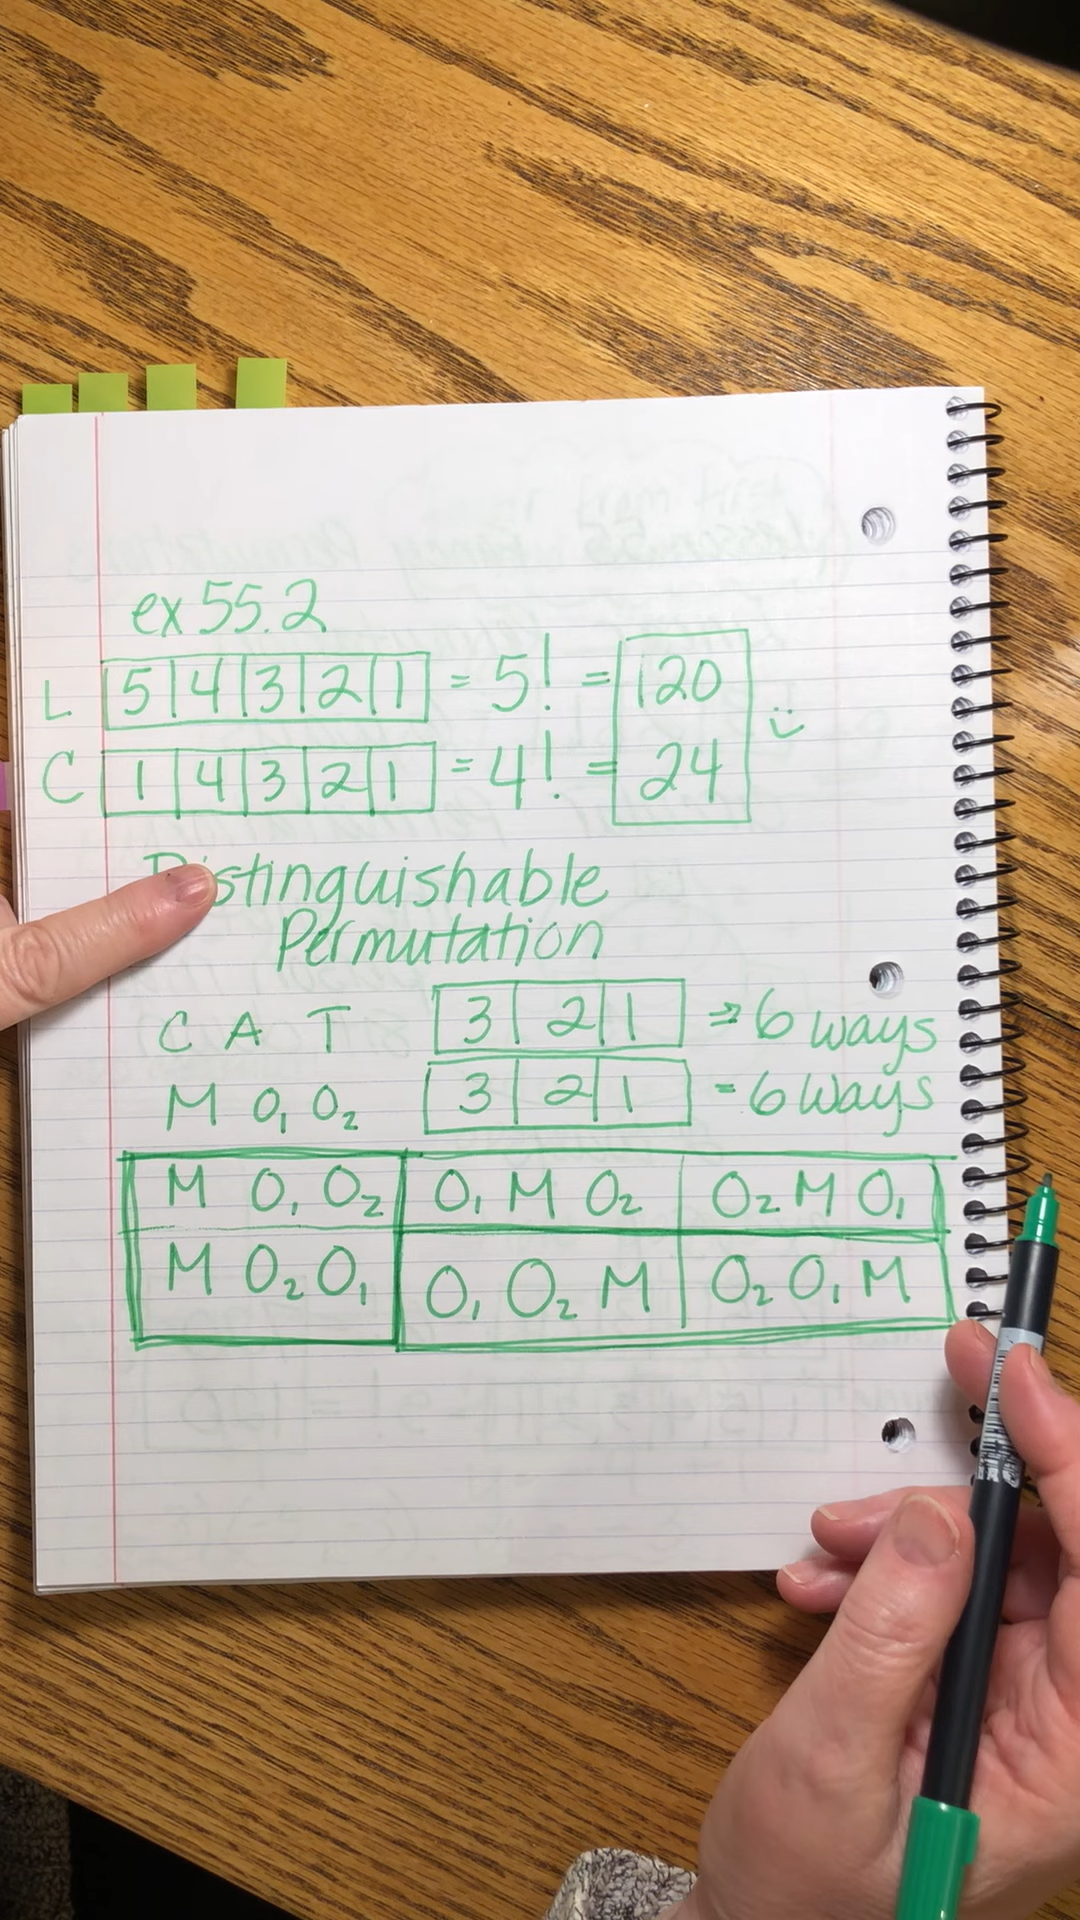 ex 55.2
L 5 4 3 2 1 = 5! = 120
C 1 4 3 2 1 = 4! = 24
Distinguishable
Permutation
C A T 3 2 1 ⇒ 6 ways
M O₁ O₂ 3 2 1 = 6 ways
M O₁ O₂ O₁ M O₂ O₂ M O₁
M O₂ O₁ O₁ O₂ M O₂ O₁ M